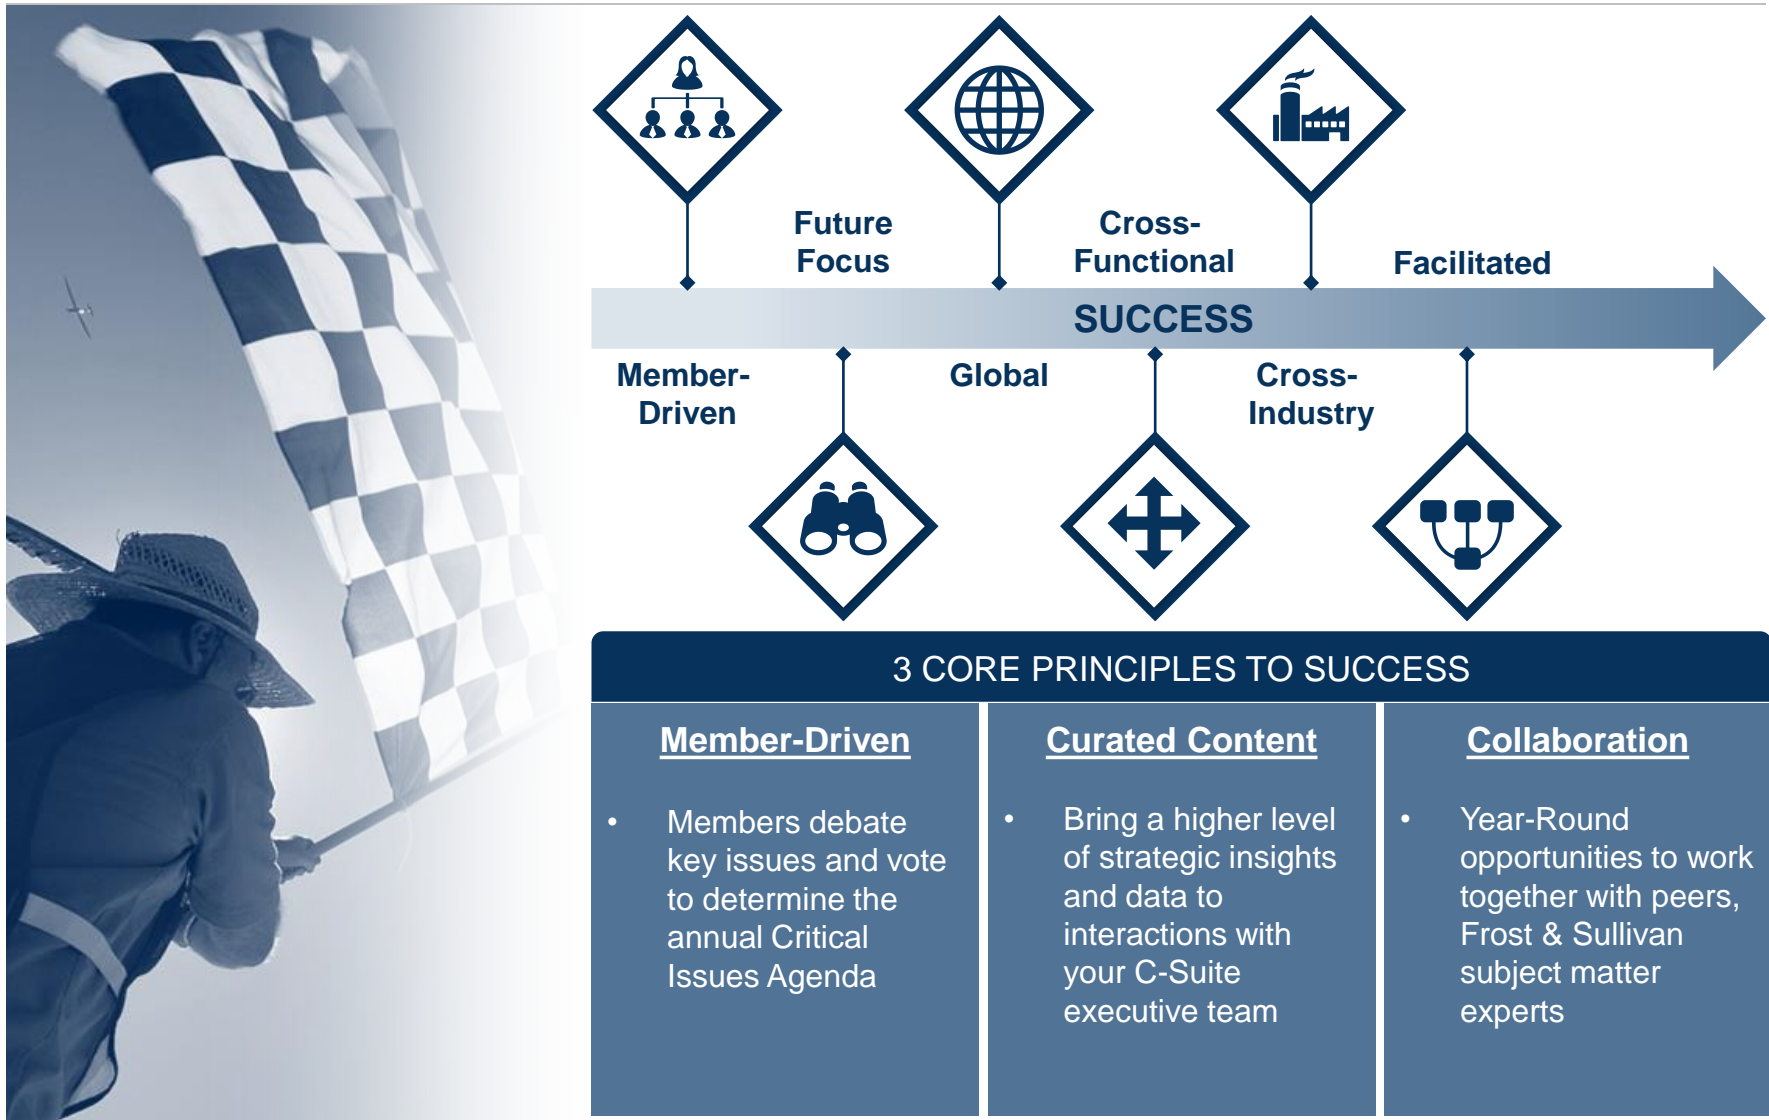 Future
Focus
Cross-
Functional
Facilitated
SUCCESS
Member-
Driven
Global
Cross-
Industry
3 CORE PRINCIPLES TO SUCCESS
Member-Driven
• Members debate
key issues and vote
to determine the
annual Critical
Issues Agenda
Curated Content
• Bring a higher level
of strategic insights
and data to
interactions with
your C-Suite
executive team
Collaboration
• Year-Round
opportunities to work
together with peers,
Frost & Sullivan
subject matter
experts